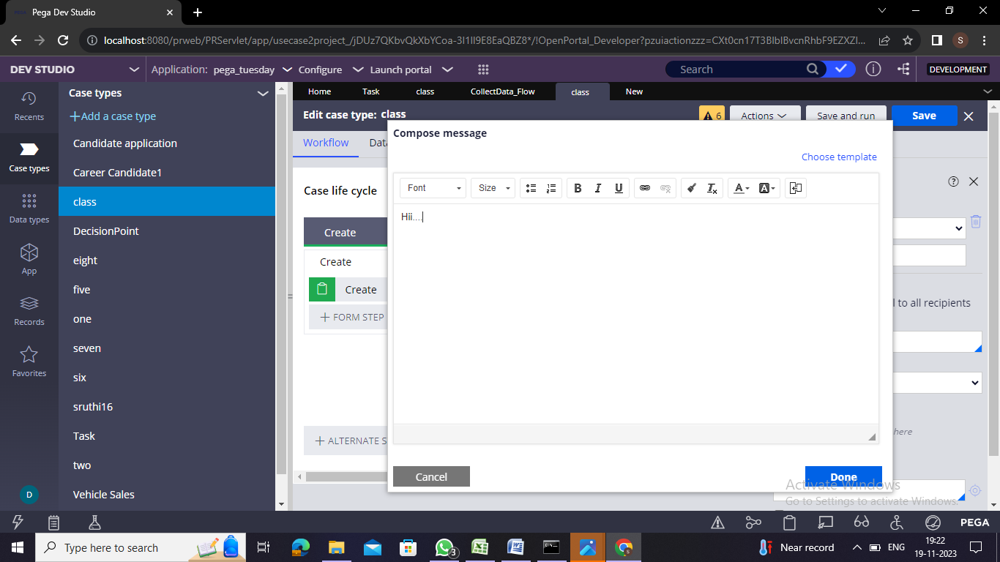 Pega Dev Studio
localhost:8080/prweb/PRServlet/app/usecase2project_/jDUz7QKbvQkXbYCoa-3I1II9E8EaQBZ8*/!OpenPortal_Developer?pzuiactionzzz=CXt0cn17T3BlblBvcnRhbF9EZXZl...
S
DEV STUDIO
Application: pega_tuesday
Configure
Launch portal
Search
DEVELOPMENT
Recents
Case types
Data types
App
Records
Favorites
D
Case types
+Add a case type
Candidate application
Career Candidate1
class
DecisionPoint
eight
five
one
seven
six
sruthi16
Task
two
Vehicle Sales
Home
Task
class
CollectData_Flow
class
New
Edit case type: class
6
Actions
Save and run
Save
Workflow
Data
Case life cycle
Create
Create
Create
+ FORM STEP
+ ALTERNATE S
Compose message
Choose template
Font
Size
B
I
U
A
A
Hii....
Cancel
Done
l to all recipients
here
Activate Windows
Go to Settings to activate Windows.
PEGA
Type here to search
3
Near record
ENG
19:22
19-11-2023